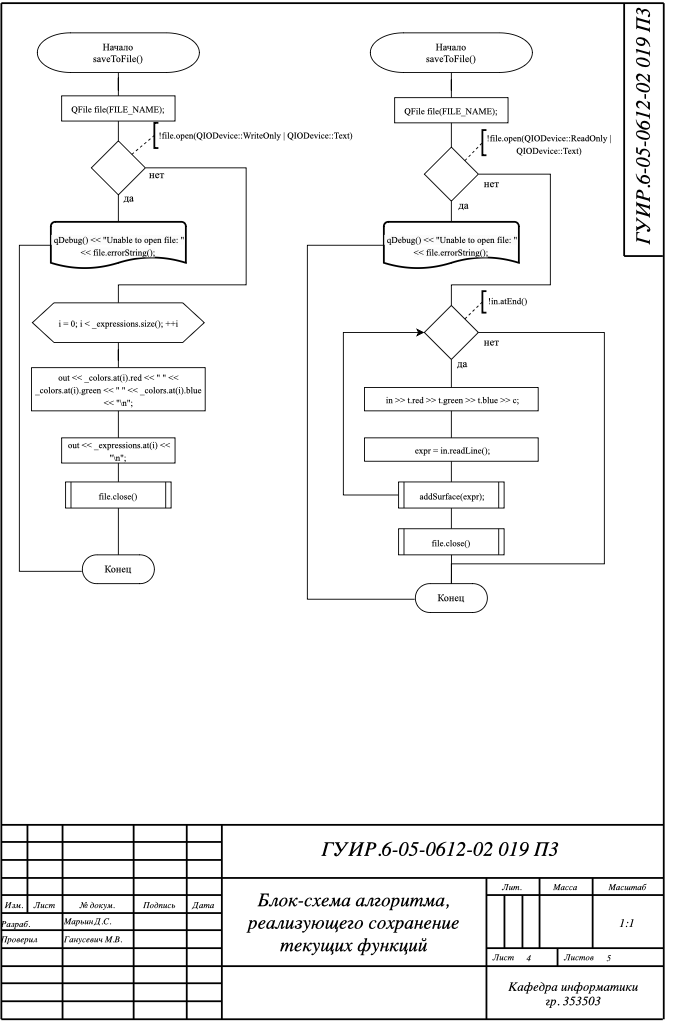 ГУИР.6-05-0612-02 019 ПЗ
Начало
saveToFile()
QFile file(FILE_NAME);
!file.open(QIODevice::WriteOnly | QIODevice::Text)
нет
да
qDebug() << "Unable to open file: "
<< file.errorString();
i = 0; i < _expressions.size(); ++i
out << _colors.at(i).red << " " <<
_colors.at(i).green << " " << _colors.at(i).blue
<< "\n";
out << _expressions.at(i) <<
"\n";
file.close()
Конец
Начало
saveToFile()
QFile file(FILE_NAME);
!file.open(QIODevice::ReadOnly |
QIODevice::Text)
нет
да
qDebug() << "Unable to open file: "
<< file.errorString();
!in.atEnd()
нет
да
in >> t.red >> t.green >> t.blue >> c;
expr = in.readLine();
addSurface(expr);
file.close()
Конец
ГУИР.6-05-0612-02 019 ПЗ
Изм. Лист № докум. Подпись Дата
Разраб. Марьин Д.С.
Проверил Ганусевич М.В.
Блок-схема алгоритма,
реализующего сохранение
текущих функций
Лит. Масса Масштаб
1:1
Лист 4 Листов 5
Кафедра информатики
гр. 353503